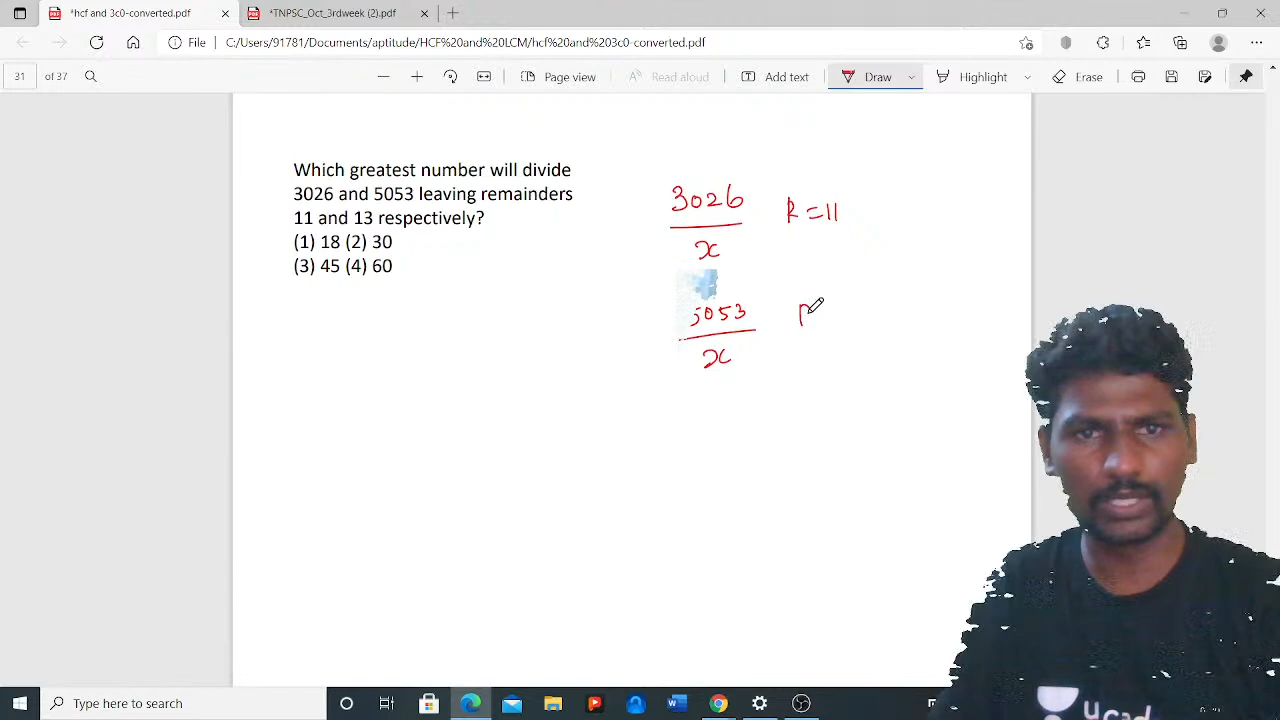 *hcf and 3c0-converted.pdf
*TNPSC_Oct_3rdweek (2).pdf
File C:/Users/91781/Documents/aptitude/HCF%20and%20LCM/hcf%20and%203c0-converted.pdf
31 of 37 Page view Read aloud Add text Draw Highlight Erase
Which greatest number will divide
3026 and 5053 leaving remainders
11 and 13 respectively?
(1) 18 (2) 30
(3) 45 (4) 60
3026
x
R = 11
5053
x
Type here to search